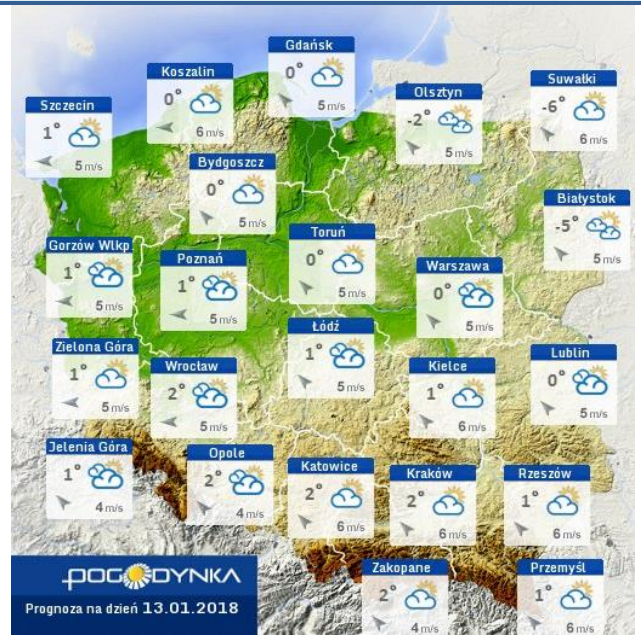 Gdańsk
0°
5 m/s
Koszalin
0°
6 m/s
Suwałki
-6°
6 m/s
Olsztyn
-2°
5 m/s
Szczecin
1°
5 m/s
Bydgoszcz
0°
5 m/s
Białystok
-5°
5 m/s
Toruń
0°
5 m/s
Gorzów Wlkp
1°
5 m/s
Poznań
1°
5 m/s
Warszawa
0°
5 m/s
Łódź
1°
5 m/s
Zielona Góra
1°
5 m/s
Lublin
0°
5 m/s
Wrocław
2°
5 m/s
Kielce
1°
6 m/s
Jelenia Góra
1°
4 m/s
Opole
2°
4 m/s
Katowice
2°
6 m/s
Kraków
2°
6 m/s
Rzeszów
1°
6 m/s
Zakopane
2°
4 m/s
Przemyśl
1°
6 m/s
POGODYNKA
Prognoza na dzień 13.01.2018